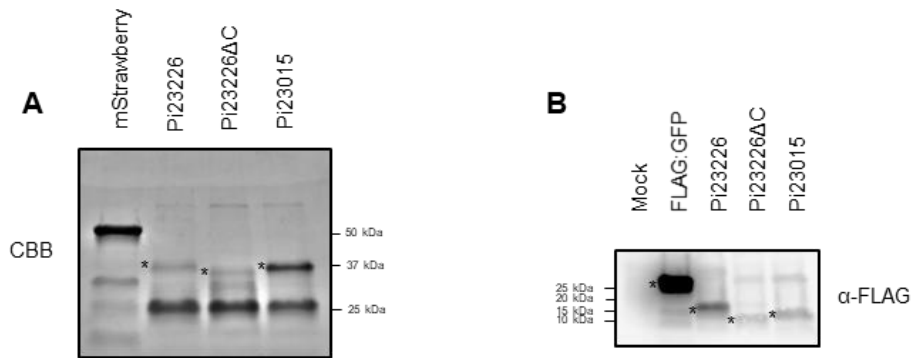 A
mStrawberry
Pi23226
Pi23226ΔC
Pi23015
CBB
50 kDa
* * *
37 kDa
25 kDa
B
Mock
FLAG:GFP
Pi23226
Pi23226ΔC
Pi23015
25 kDa
20 kDa
15 kDa
10 kDa
* * * *
α-FLAG